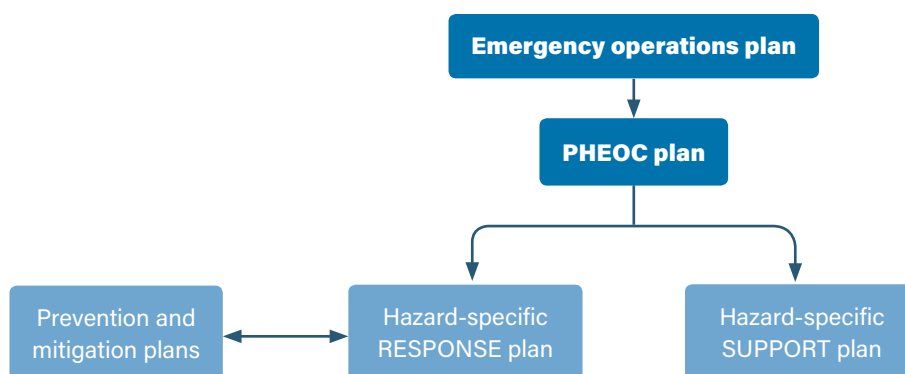 Emergency operations plan
PHEOC plan
Prevention and
mitigation plans
Hazard-specific
RESPONSE plan
Hazard-specific
SUPPORT plan